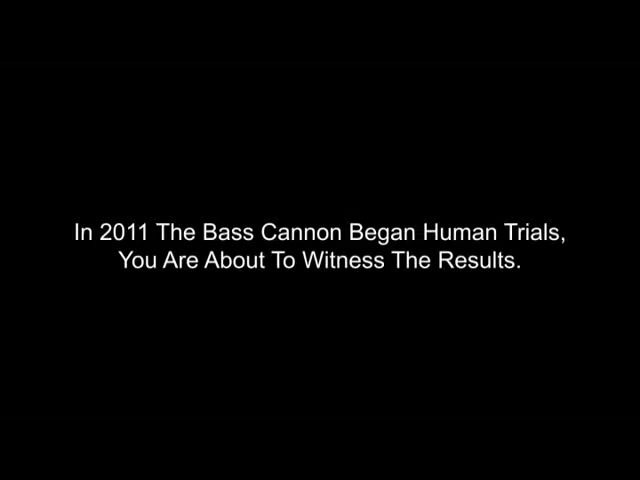 In 2011 The Bass Cannon Began Human Trials,
You Are About To Witness The Results.